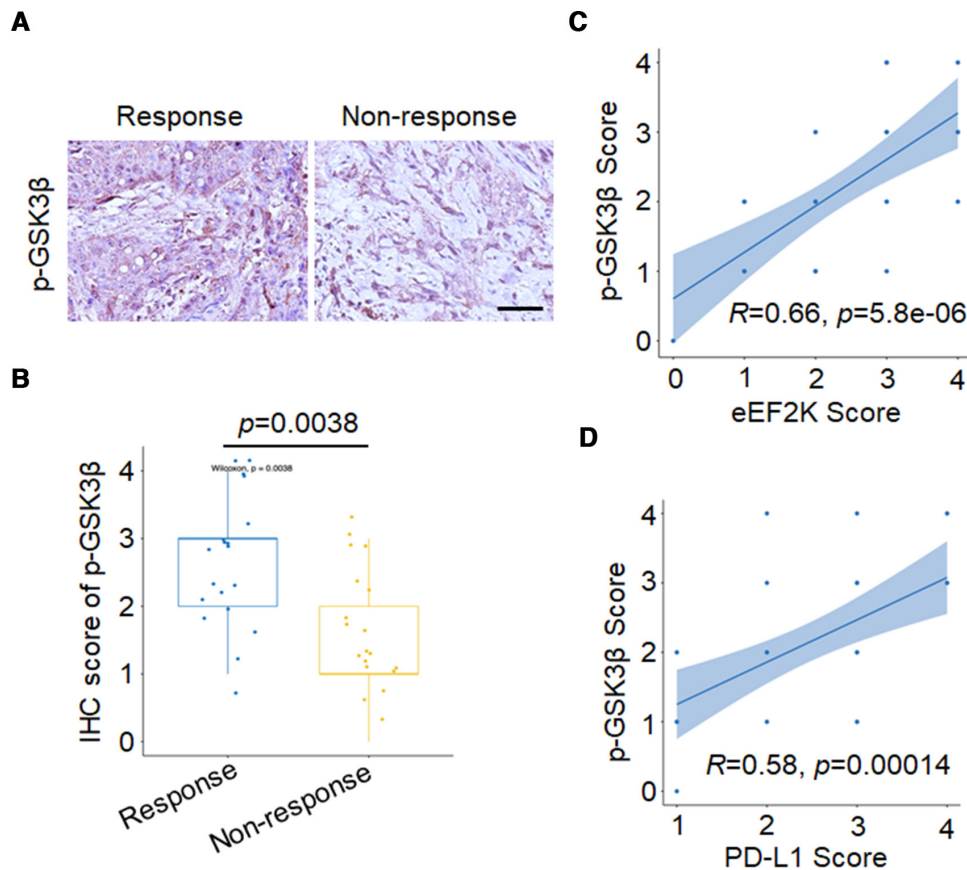 A
Response Non-response
p-GSK3β
B
p=0.0038
Wilcoxon, p = 0.0038
IHC score of p-GSK3β
4
3
2
1
0
Response
Non-response
C
p-GSK3β Score
4
3
2
1
0
R=0.66, p=5.8e-06
0 1 2 3 4
eEF2K Score
D
p-GSK3β Score
4
3
2
1
0
R=0.58, p=0.00014
1 2 3 4
PD-L1 Score